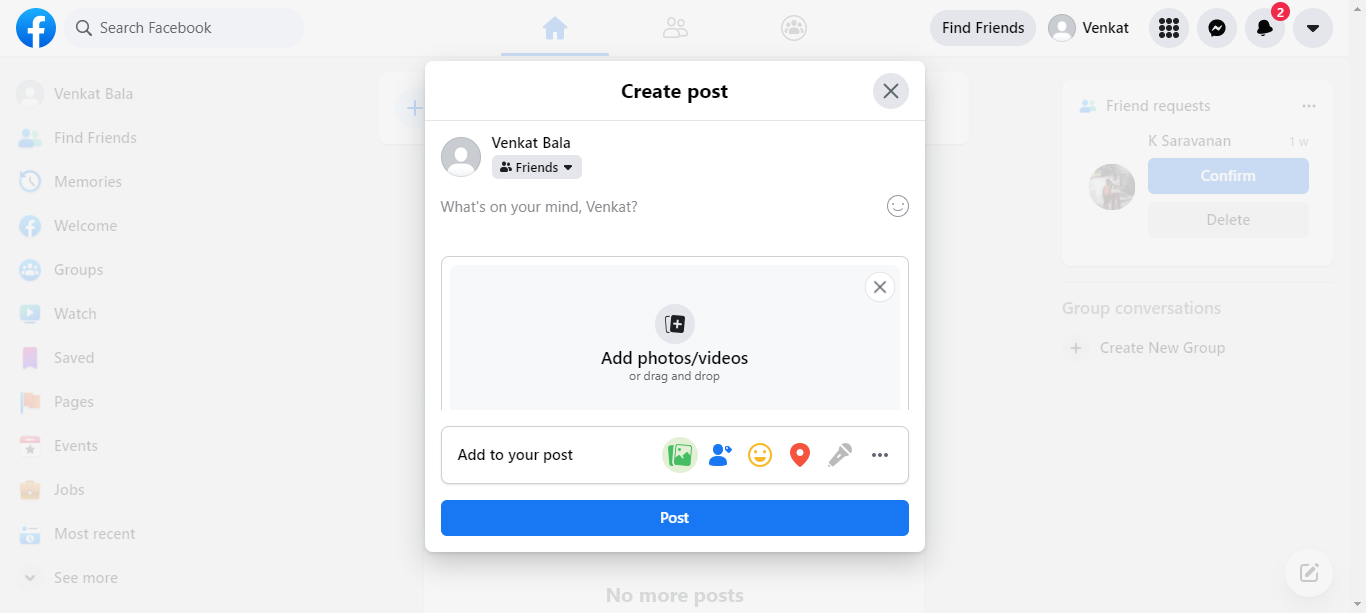 Search Facebook
Find Friends
Venkat
2
Venkat Bala
Find Friends
Memories
Welcome
Groups
Watch
Saved
Pages
Events
Jobs
Most recent
See more
Create post
Venkat Bala
Friends
What's on your mind, Venkat?
Add photos/videos
or drag and drop
Add to your post
Post
No more posts
Friend requests
K Saravanan 1 w
Confirm
Delete
Group conversations
Create New Group